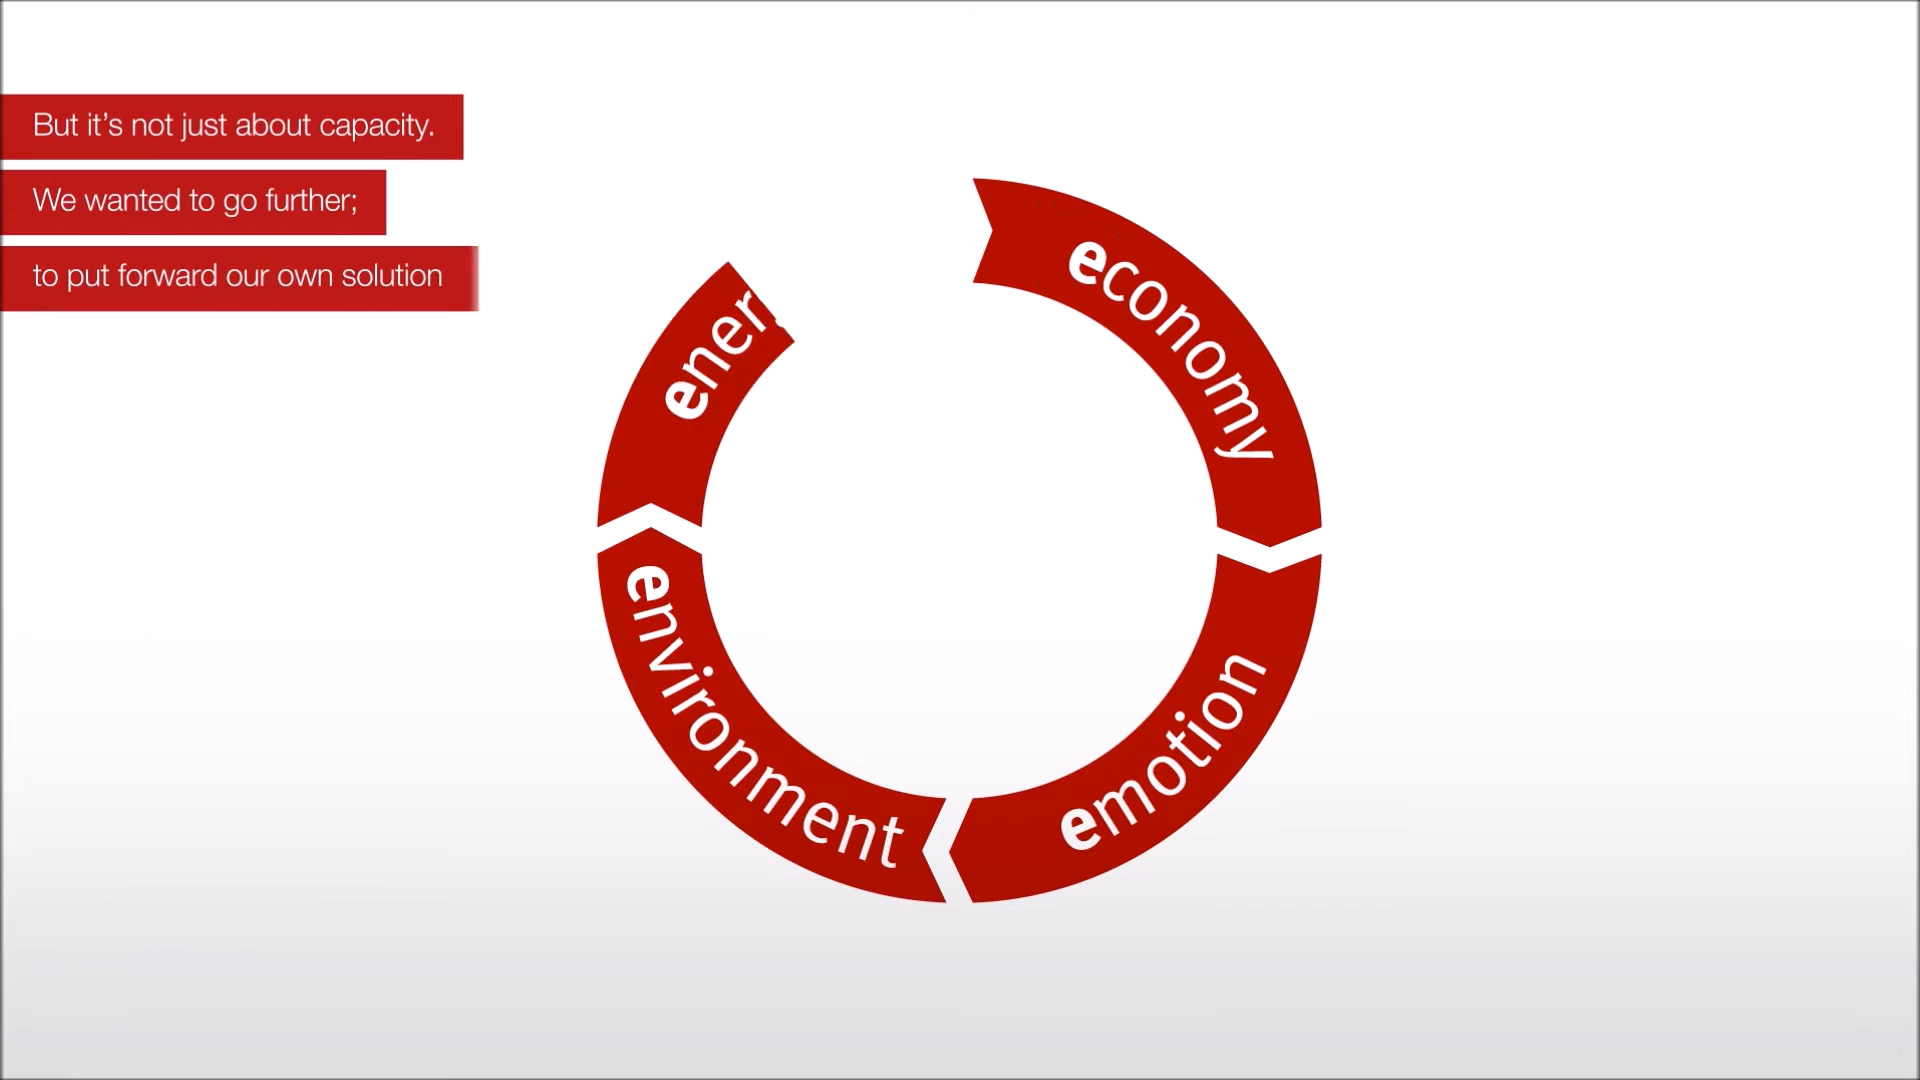 But it's not just about capacity.
We wanted to go further;
to put forward our own solution
economy
emotion
environment
ener